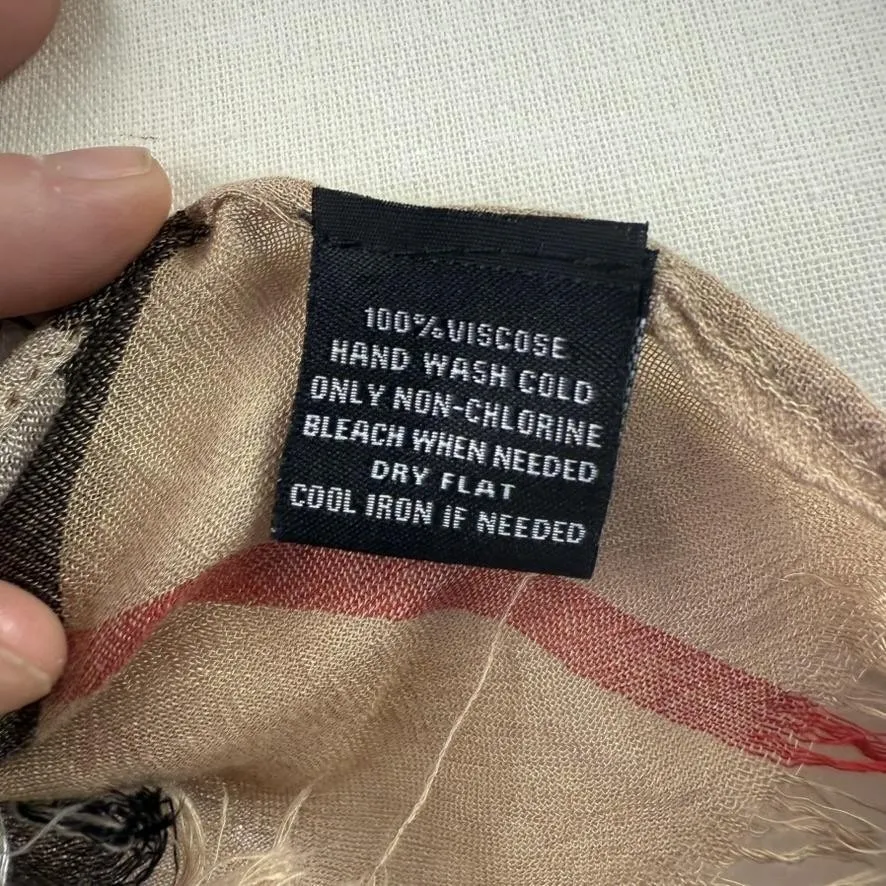 100%VISCOSE
HAND WASH COLD
ONLY NON-CHLORINE
BLEACH WHEN NEEDED
DRY FLAT
COOL IRON IF NEEDED